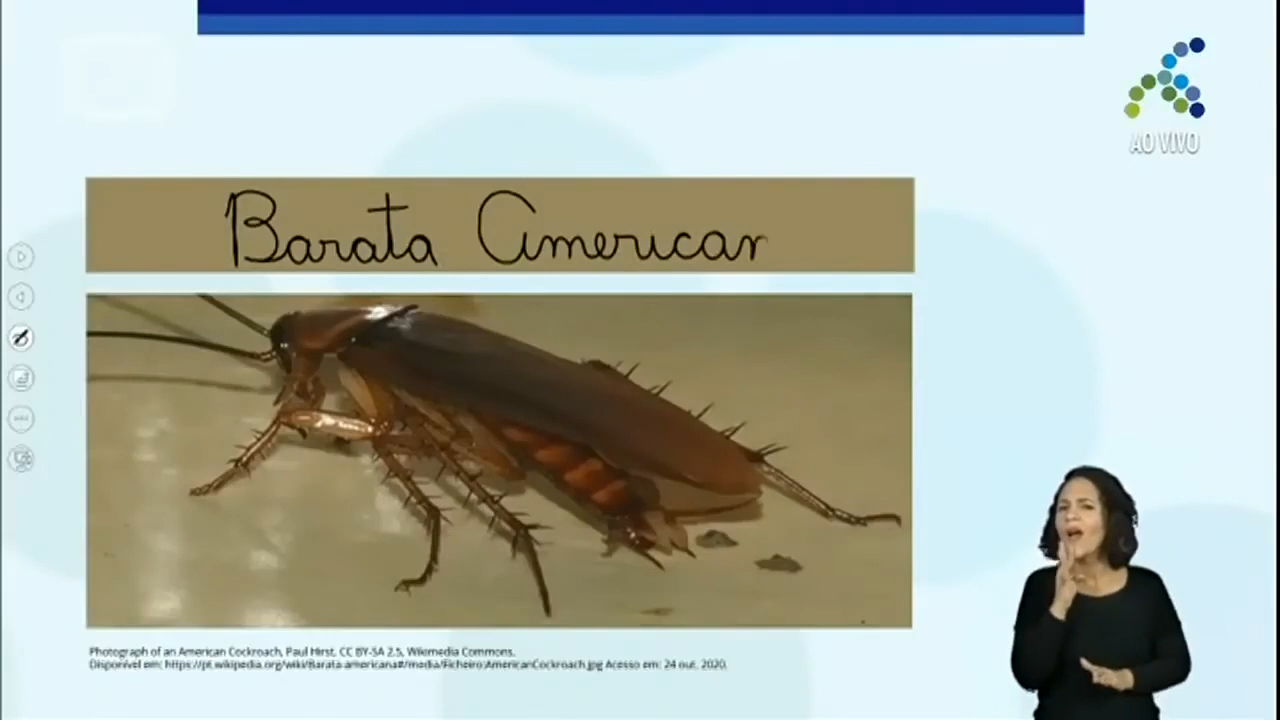 AO VIVO
Barata American
Photograph of an American Cockroach, Paul Hirst, CC BY-SA 2.5, Wikimedia Commons.
Disponível em: https://pt.wikipedia.org/wiki/Barata-americana#/media/Ficheiro:AmericanCockroach.jpg Acesso em: 24 out. 2020.